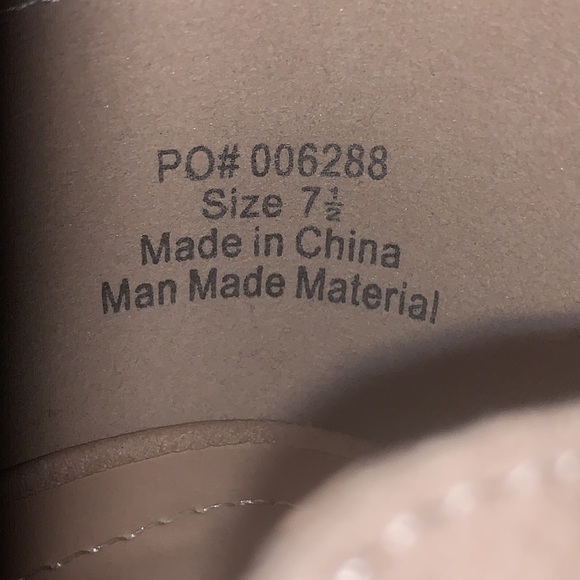 PO# 006288
Size 7½
Made in China
Man Made Material